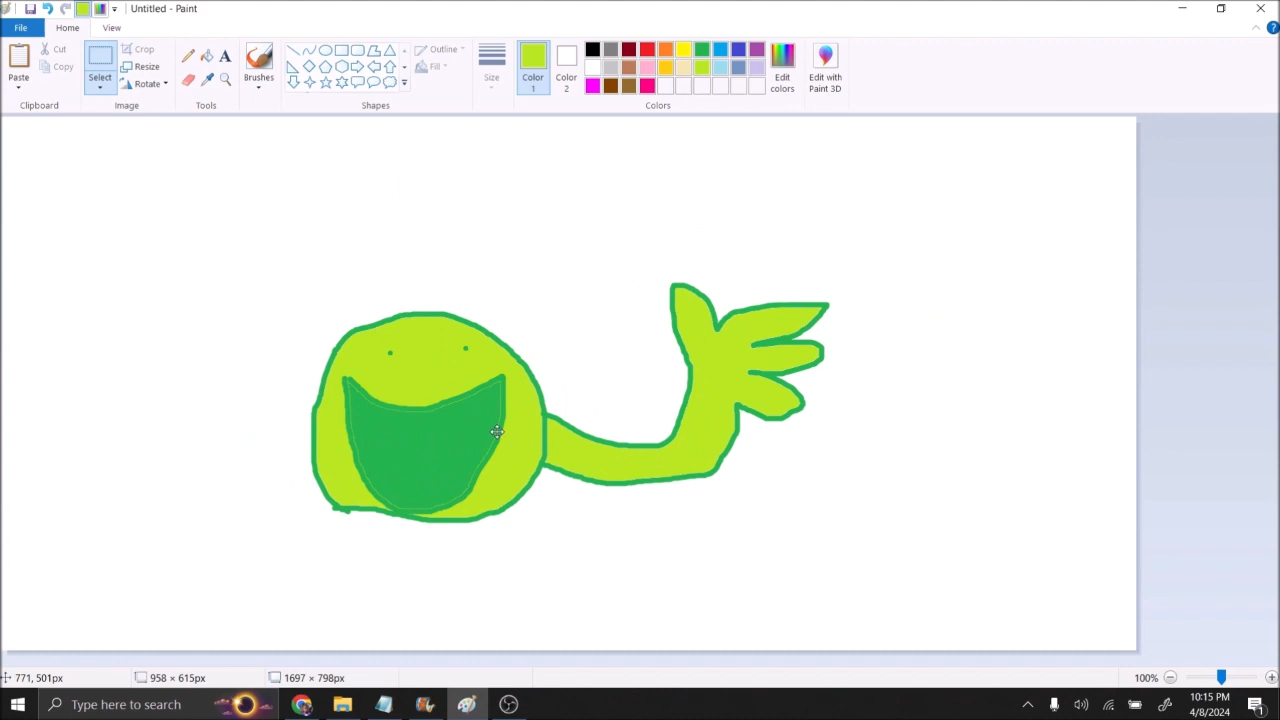 Untitled - Paint
File Home View
Paste
Cut
Copy
Clipboard
Select
Crop
Resize
Rotate
Image
A
Tools
Brushes
Outline
Fill
Shapes
Size
Color 1
Color 2
Edit colors
Edit with Paint 3D
Colors
771, 501px 958 × 615px 1697 × 798px 100%
Type here to search
10:15 PM
4/8/2024
1